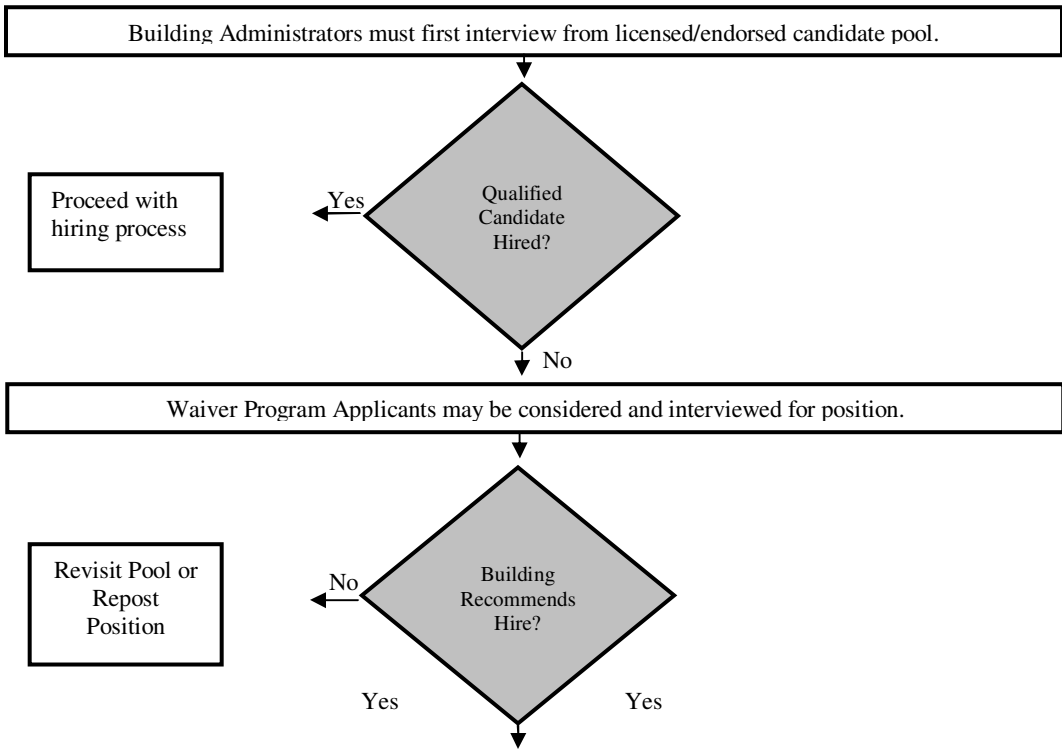 Building Administrators must first interview from licensed/endorsed candidate pool.
Qualified
Candidate
Hired?
Yes
Proceed with
hiring process
No
Waiver Program Applicants may be considered and interviewed for position.
Building
Recommends
Hire?
No
Revisit Pool or
Repost
Position
Yes
Yes